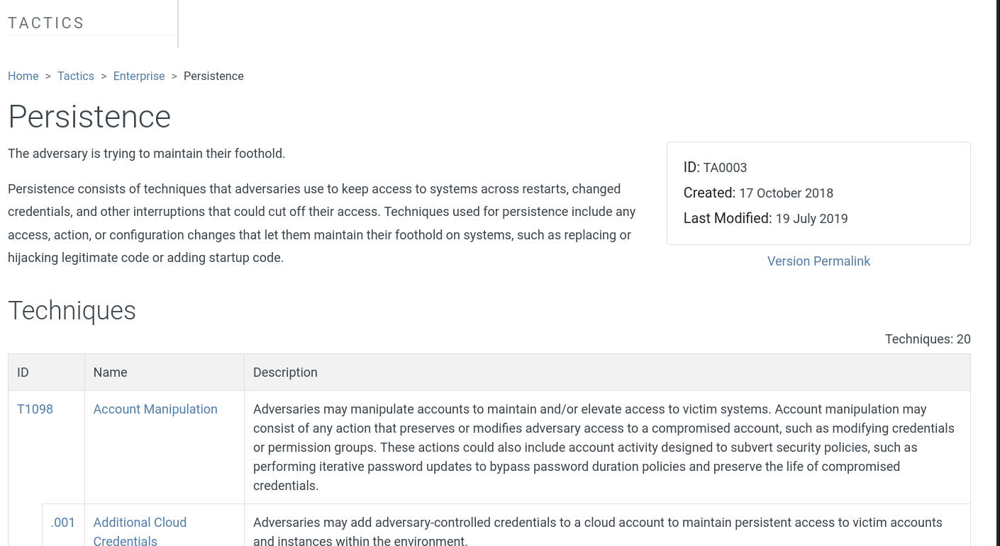 TACTICS
Home > Tactics > Enterprise > Persistence
Persistence
The adversary is trying to maintain their foothold.
Persistence consists of techniques that adversaries use to keep access to systems across restarts, changed
credentials, and other interruptions that could cut off their access. Techniques used for persistence include any
access, action, or configuration changes that let them maintain their foothold on systems, such as replacing or
hijacking legitimate code or adding startup code.
ID: TA0003
Created: 17 October 2018
Last Modified: 19 July 2019
Version Permalink
Techniques
Techniques: 20
ID Name Description
T1098 Account Manipulation Adversaries may manipulate accounts to maintain and/or elevate access to victim systems. Account manipulation may
consist of any action that preserves or modifies adversary access to a compromised account, such as modifying credentials
or permission groups. These actions could also include account activity designed to subvert security policies, such as
performing iterative password updates to bypass password duration policies and preserve the life of compromised
credentials.
.001 Additional Cloud Adversaries may add adversary-controlled credentials to a cloud account to maintain persistent access to victim accounts
Credentials and instances within the environment.